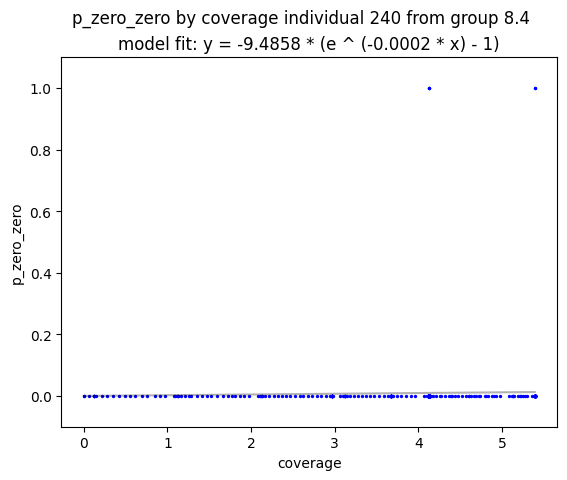 p_zero_zero by coverage individual 240 from group 8.4
model fit: y = -9.4858 * (e ^ (-0.0002 * x) - 1)
1.0
0.8
0.6
0.4
0.2
0.0
p_zero_zero
0 1 2 3 4 5
coverage